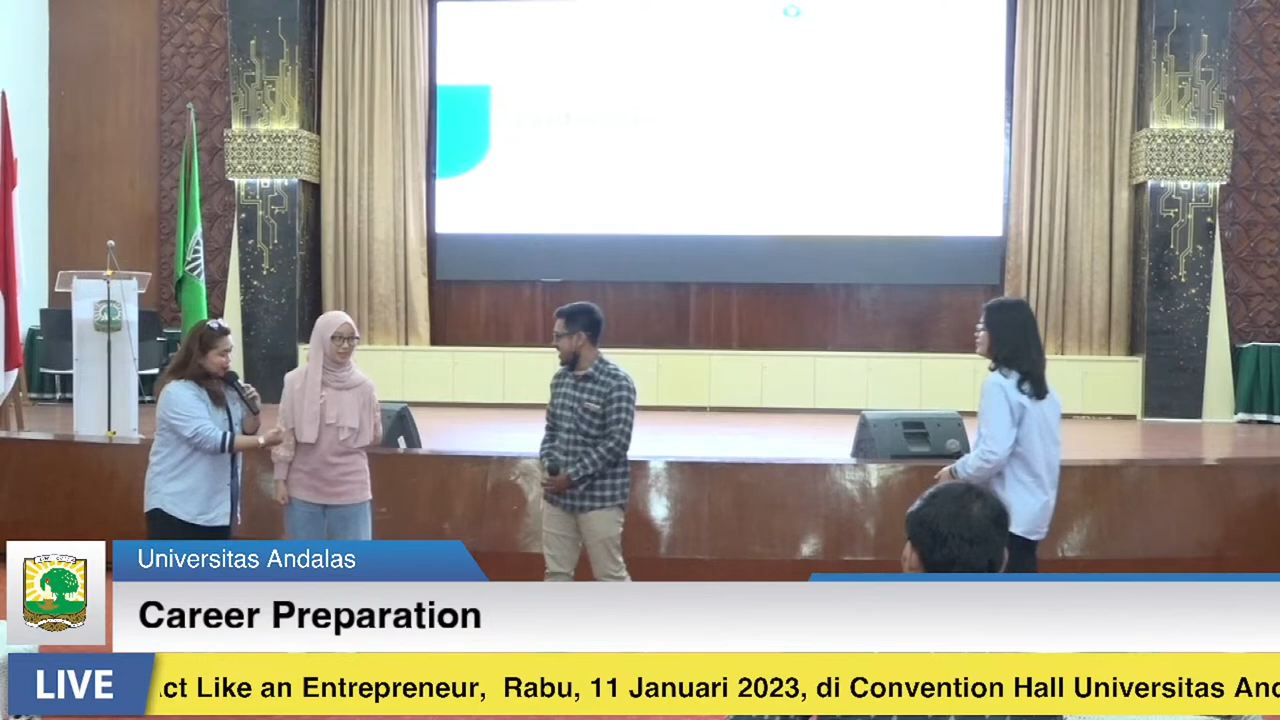 Universitas Andalas
Career Preparation
LIVE
ct Like an Entrepreneur, Rabu, 11 Januari 2023, di Convention Hall Universitas And